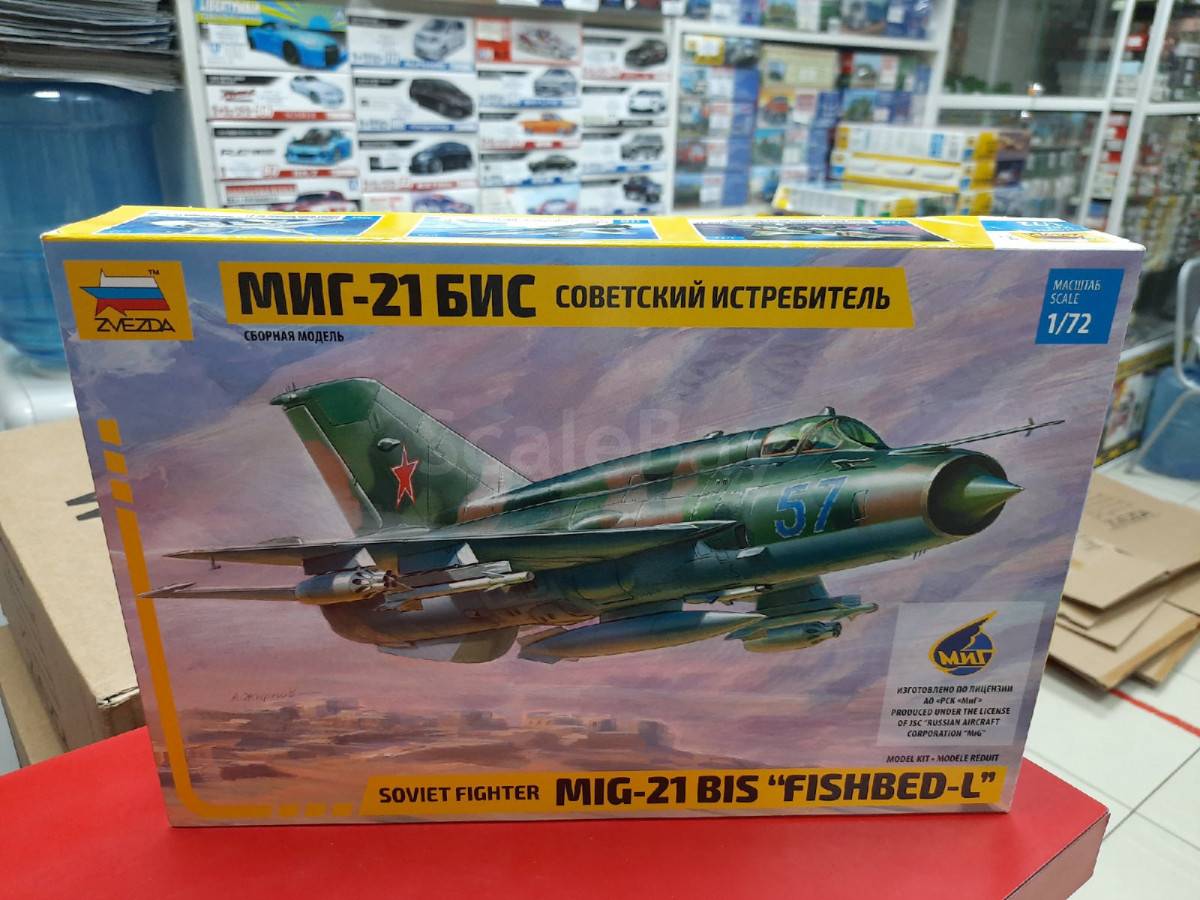 ZVEZDA
™
МИГ-21 БИС СОВЕТСКИЙ ИСТРЕБИТЕЛЬ
СБОРНАЯ МОДЕЛЬ
МАСШТАБ
SCALE
1/72
57
МиГ
ИЗГОТОВЛЕНО ПО ЛИЦЕНЗИИ
АО «РСК «МиГ»
PRODUCED UNDER THE LICENSE
OF JSC "RUSSIAN AIRCRAFT
CORPORATION "MiG"
А. Жирнов
MODEL KIT - MODELE REDUIT
SOVIET FIGHTER MIG-21 BIS “FISHBED-L”